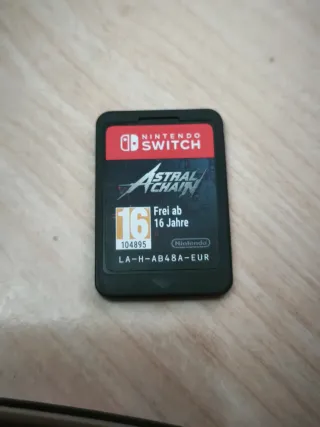 NINTENDO
SWITCH
ASTRAL
CHAIN
16
Frei ab
16 Jahre
104895
Nintendo
LA-H-AB48A-EUR